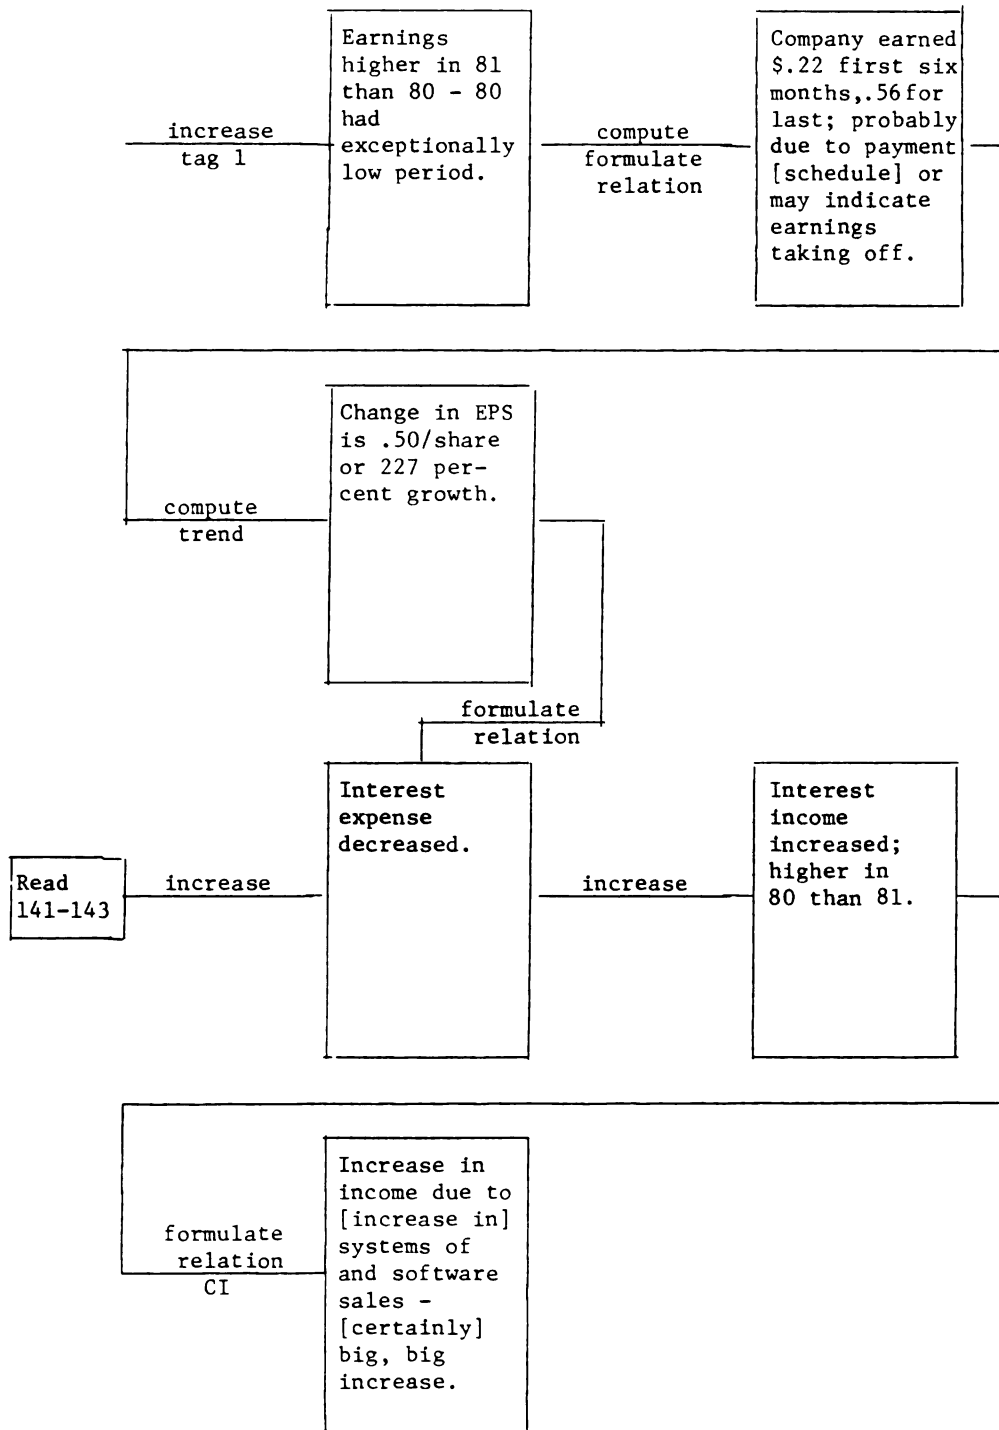 increase
tag 1
Earnings
higher in 81
than 80 - 80
had
exceptionally
low period.
compute
formulate
relation
Company earned
$.22 first six
months,.56 for
last; probably
due to payment
[schedule] or
may indicate
earnings
taking off.
compute
trend
Change in EPS
is .50/share
or 227 per-
cent growth.
formulate
relation
Read
141-143
increase
Interest
expense
decreased.
increase
Interest
income
increased;
higher in
80 than 81.
formulate
relation
CI
Increase in
income due to
[increase in]
systems of
and software
sales -
[certainly]
big, big
increase.